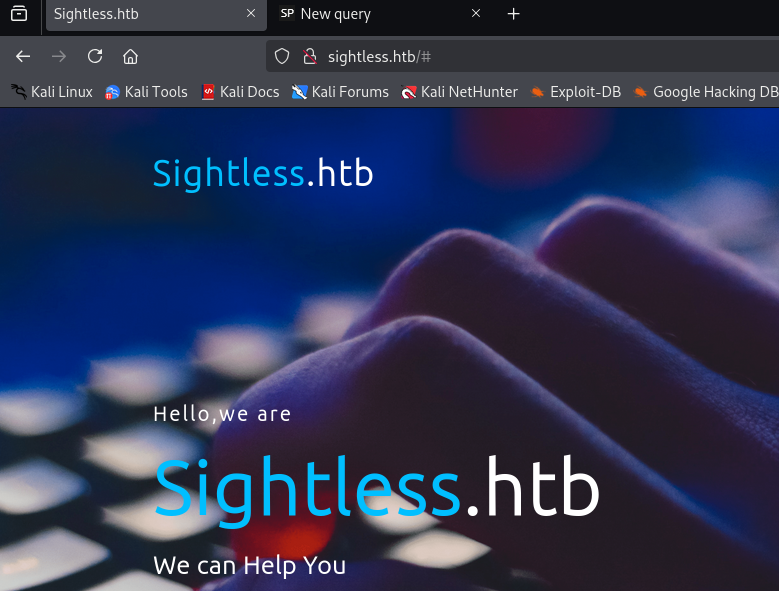 Sightless.htb
SP New query
sightless.htb/#
Kali Linux Kali Tools Kali Docs Kali Forums Kali NetHunter Exploit-DB Google Hacking DB
Sightless.htb
Hello,we are
Sightless.htb
We can Help You